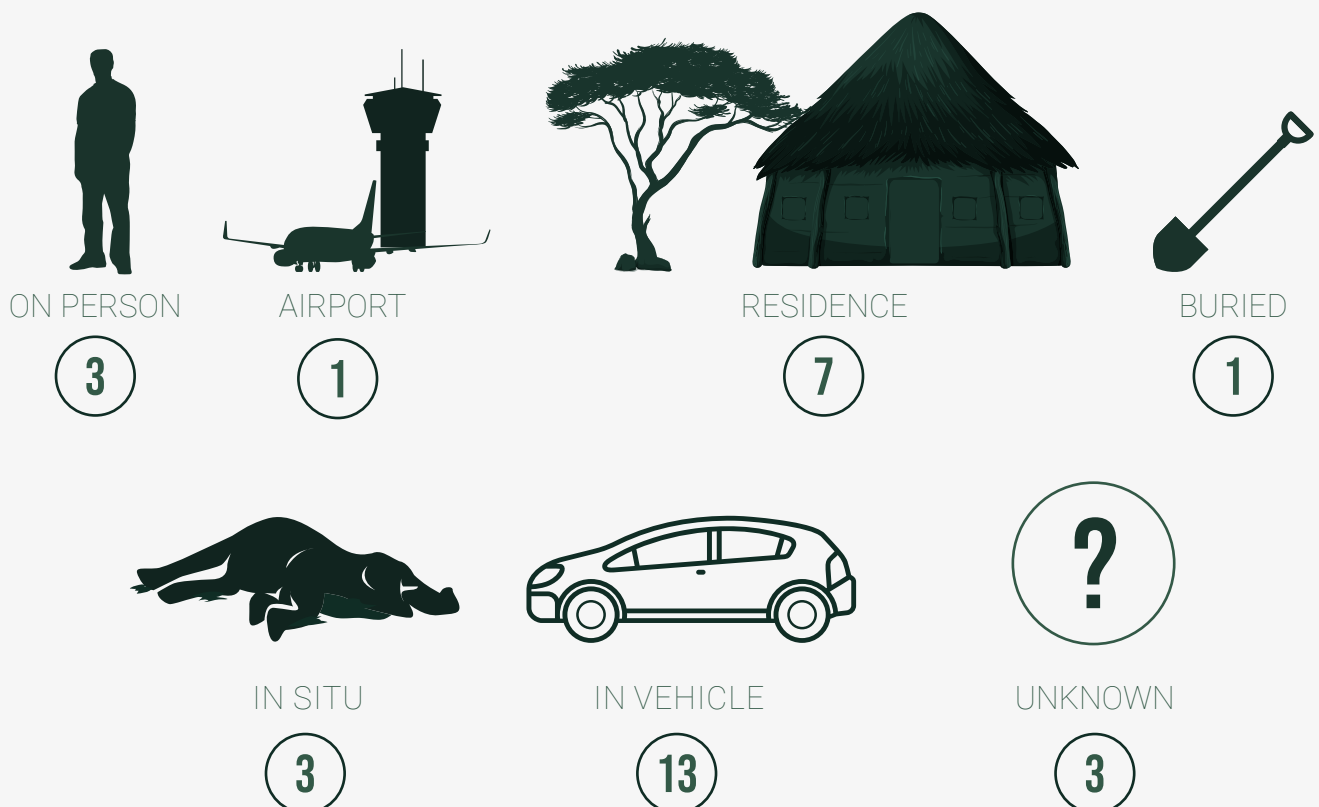 ON PERSON
3
AIRPORT
1
RESIDENCE
7
BURIED
1
?
IN SITU
3
IN VEHICLE
13
UNKNOWN
3